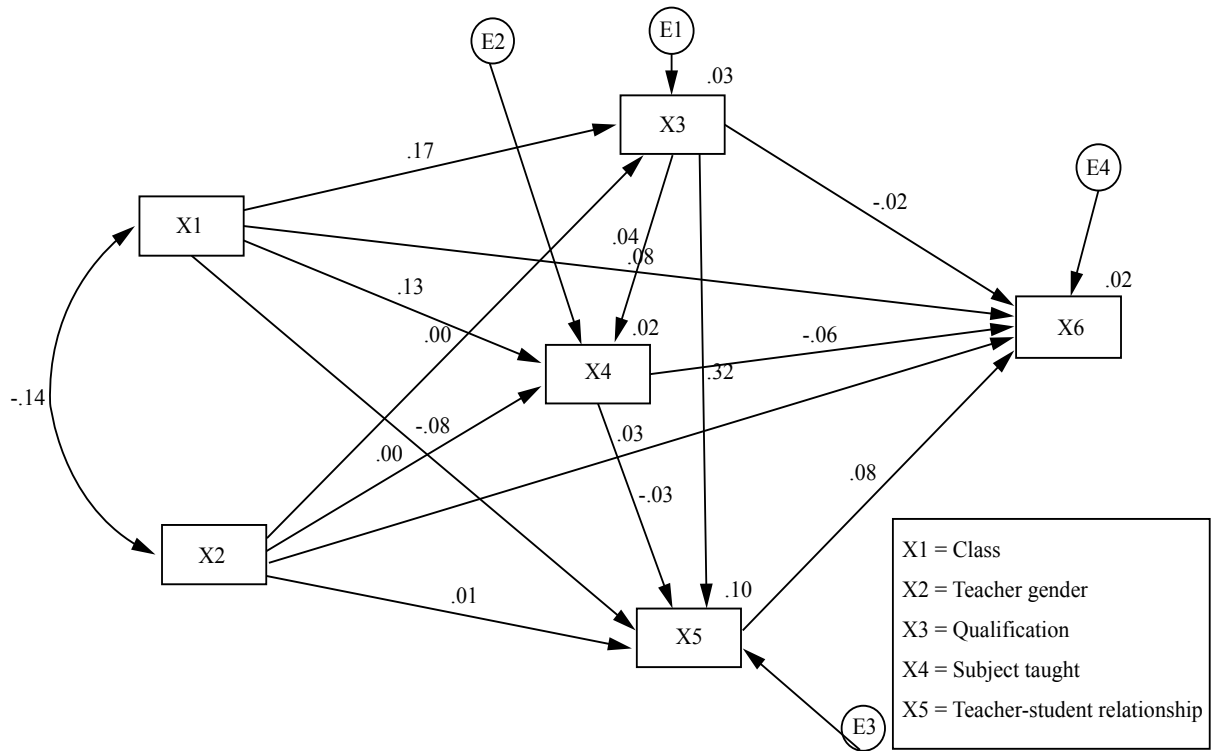 E1
E2
.03
X3
E4
.17
-.02
X1
.04
.08
.02
.13
X6
.00
.02
-.06
X4
.32
-.14
-.08
.03
.00
.08
-.03
X2
X1 = Class
.10
X2 = Teacher gender
.01
X5
X3 = Qualification
X4 = Subject taught
X5 = Teacher-student relationship
E3